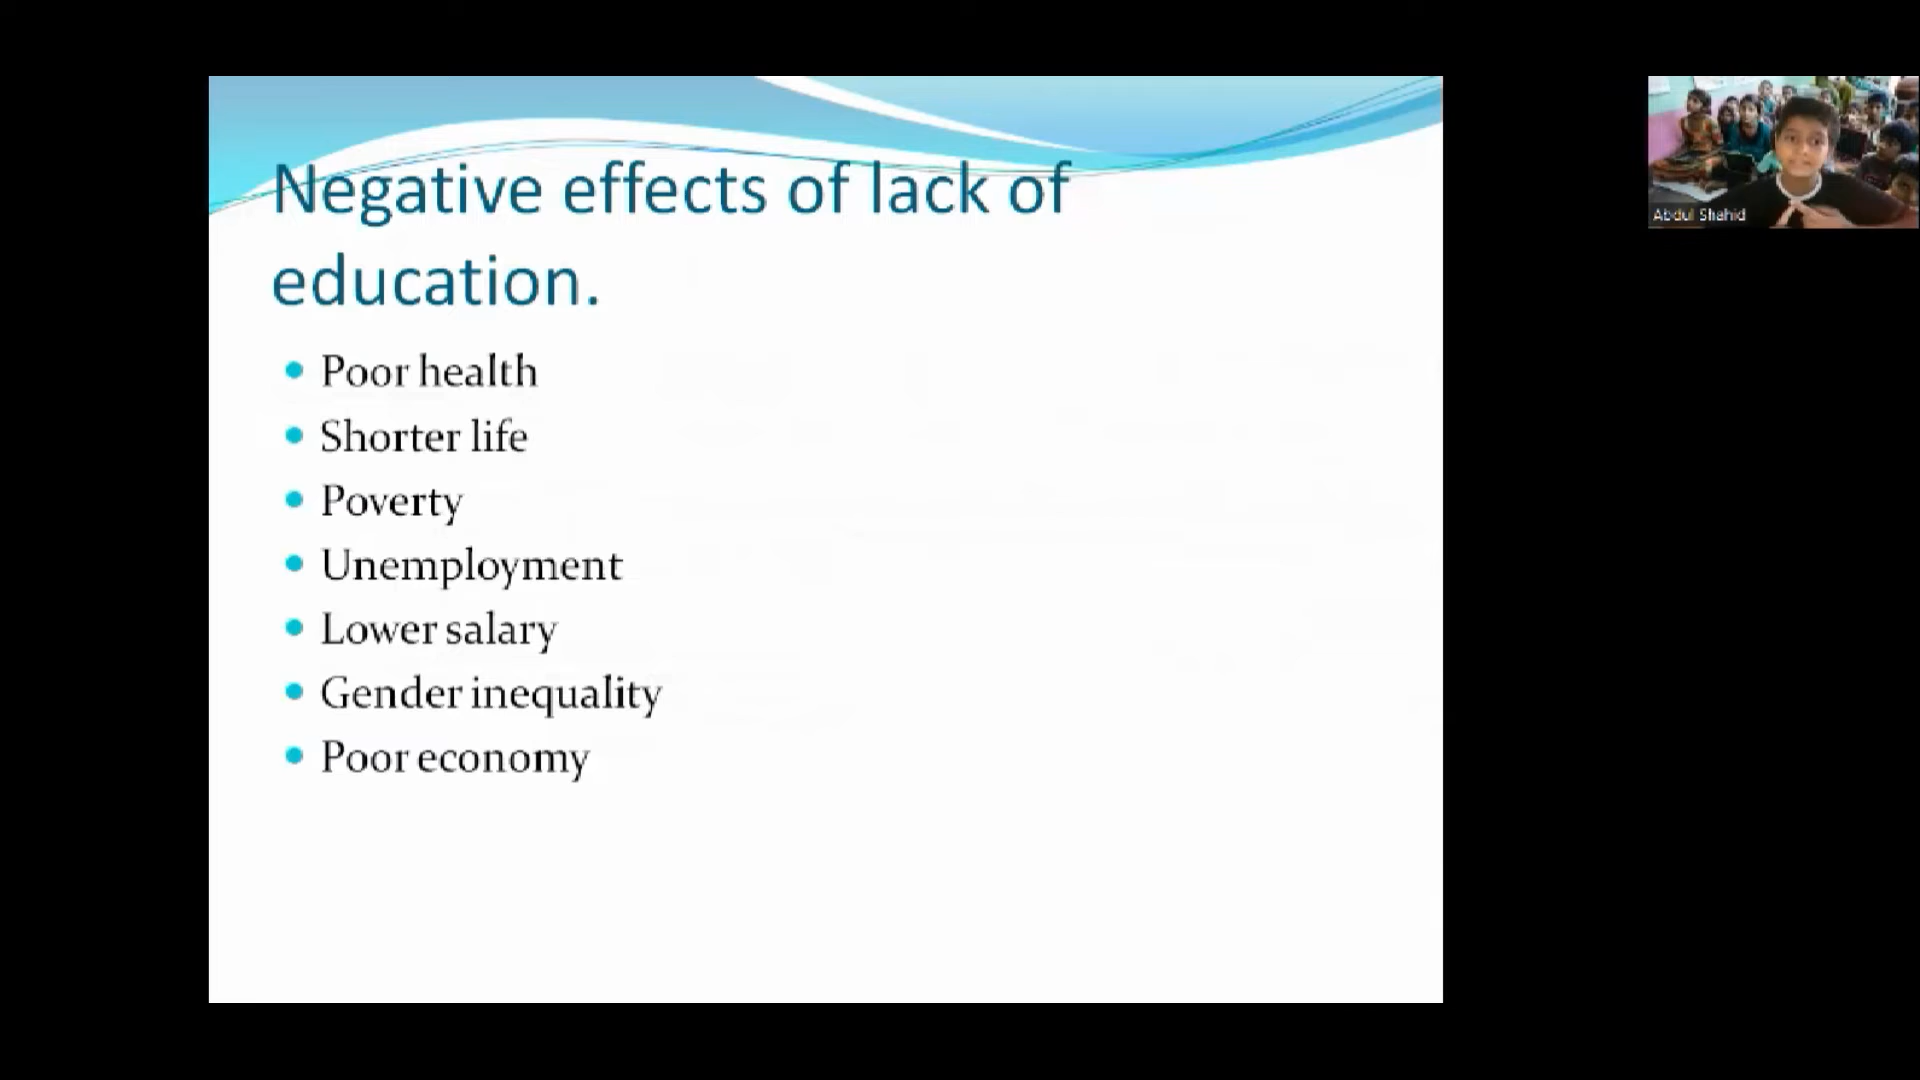 Negative effects of lack of
education.
Poor health
Shorter life
Poverty
Unemployment
Lower salary
Gender inequality
Poor economy
Abdul Shahid